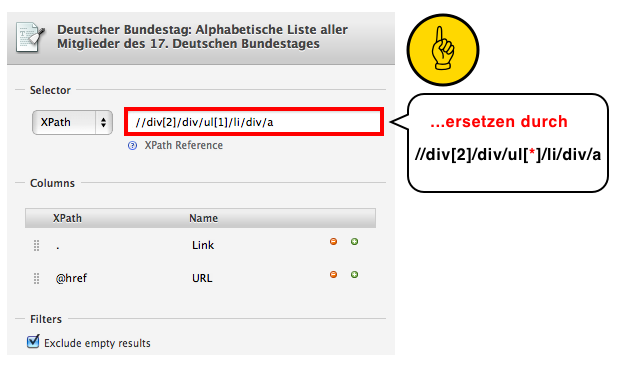 Deutscher Bundestag: Alphabetische Liste aller
Mitglieder des 17. Deutschen Bundestages
Selector
XPath
//div[2]/div/ul[1]/li/div/a
XPath Reference
...ersetzen durch
//div[2]/div/ul[*]/li/div/a
Columns
XPath Name
. Link
@href URL
Filters
Exclude empty results